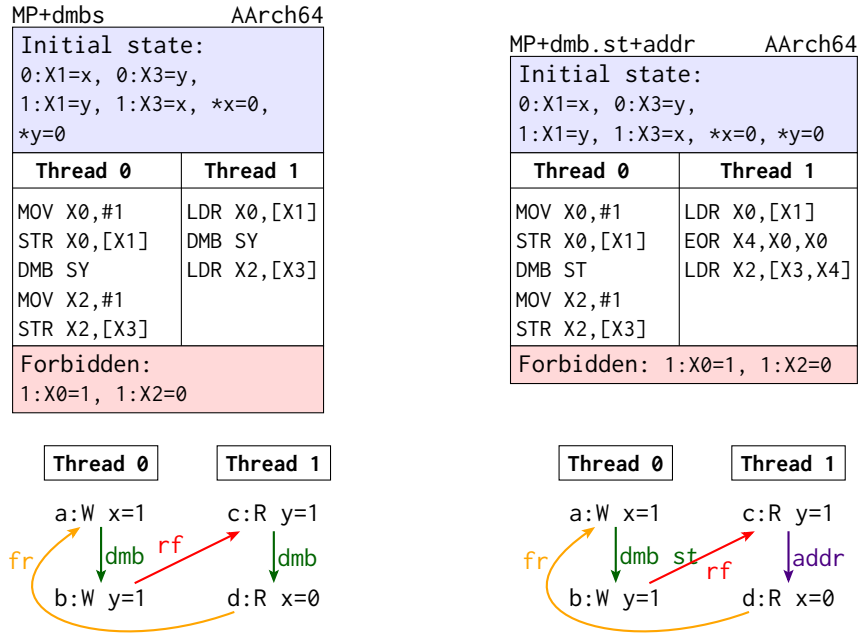 MP+dmbs AArch64
Initial state:
0:X1=x, 0:X3=y,
1:X1=y, 1:X3=x, *x=0,
*y=0
Thread 0 Thread 1
MOV X0,#1 LDR X0,[X1]
STR X0,[X1] DMB SY
DMB SY LDR X2,[X3]
MOV X2,#1
STR X2,[X3]
Forbidden:
1:X0=1, 1:X2=0
Thread 0 Thread 1
a:W x=1 c:R y=1
fr dmb rf dmb
b:W y=1 d:R x=0
MP+dmb.st+addr AArch64
Initial state:
0:X1=x, 0:X3=y,
1:X1=y, 1:X3=x, *x=0, *y=0
Thread 0 Thread 1
MOV X0,#1 LDR X0,[X1]
STR X0,[X1] EOR X4,X0,X0
DMB ST LDR X2,[X3,X4]
MOV X2,#1
STR X2,[X3]
Forbidden: 1:X0=1, 1:X2=0
Thread 0 Thread 1
a:W x=1 c:R y=1
fr dmb st rf addr
b:W y=1 d:R x=0